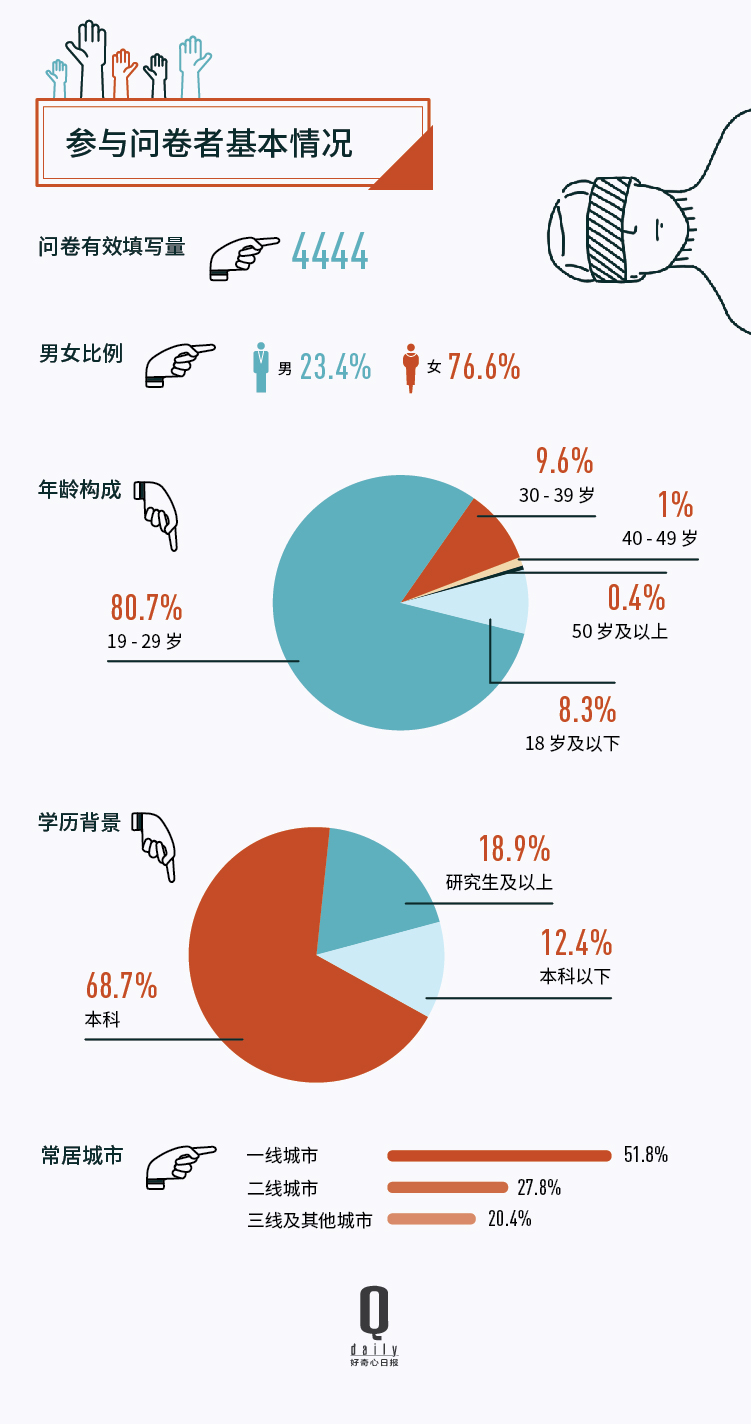 参与问卷者基本情况
问卷有效填写量
4444
男女比例
男 23.4%
女 76.6%
年龄构成
9.6%
30 - 39 岁
1%
40 - 49 岁
0.4%
50 岁及以上
80.7%
19 - 29 岁
8.3%
18 岁及以下
学历背景
18.9%
研究生及以上
12.4%
本科以下
68.7%
本科
常居城市
一线城市 51.8%
二线城市 27.8%
三线及其他城市 20.4%
Q
daily
好奇心日报